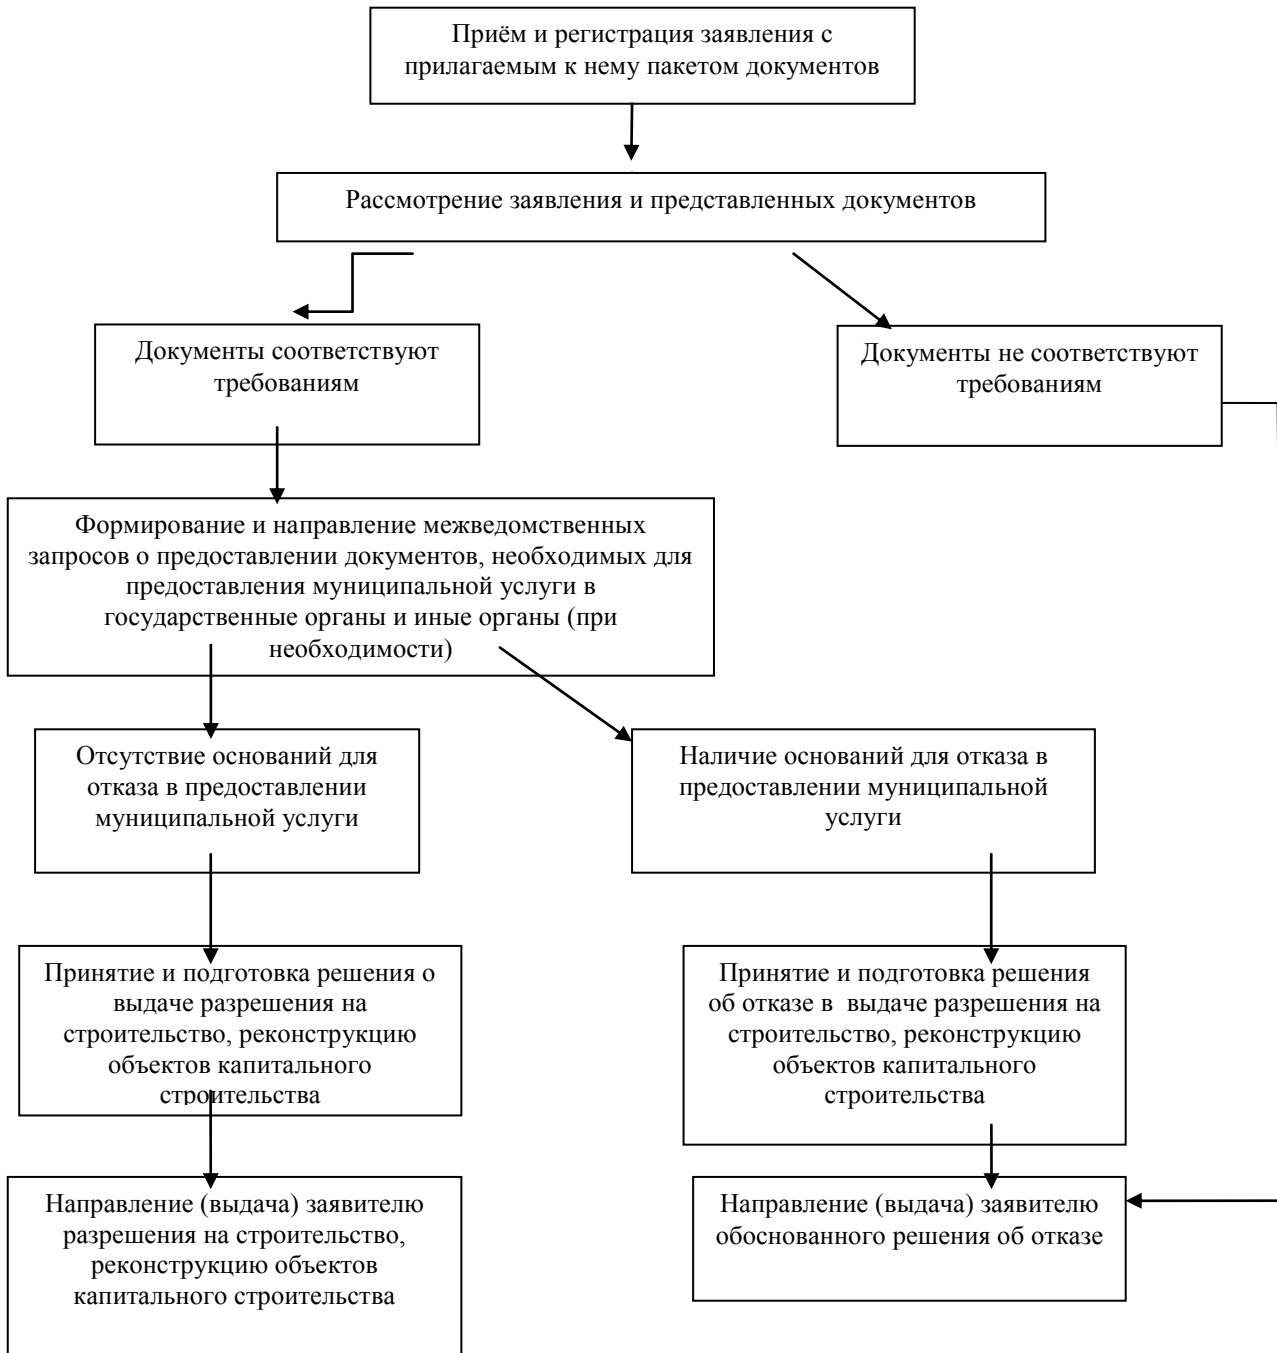 Приём и регистрация заявления с
прилагаемым к нему пакетом документов
Рассмотрение заявления и представленных документов
Документы соответствуют
требованиям
Документы не соответствуют
требованиям
Формирование и направление межведомственных
запросов о предоставлении документов, необходимых для
предоставления муниципальной услуги в
государственные органы и иные органы (при
необходимости)
Отсутствие оснований для
отказа в предоставлении
муниципальной услуги
Наличие оснований для отказа в
предоставлении муниципальной
услуги
Принятие и подготовка решения о
выдаче разрешения на
строительство, реконструкцию
объектов капитального
строительства
Принятие и подготовка решения
об отказе в  выдаче разрешения на
строительство, реконструкцию
объектов капитального
строительства
Направление (выдача) заявителю
разрешения на строительство,
реконструкцию объектов
капитального строительства
Направление (выдача) заявителю
обоснованного решения об отказе